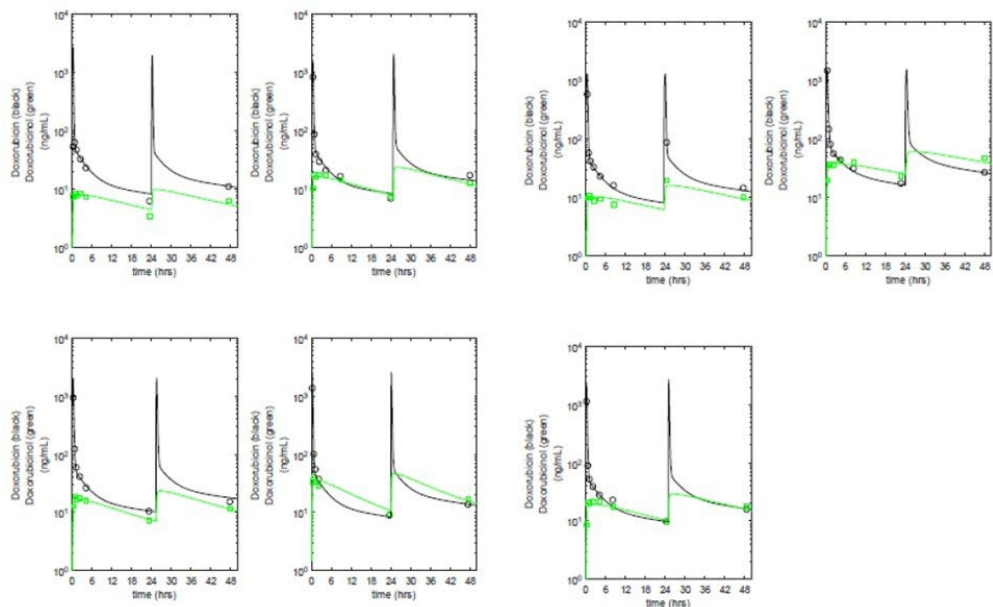 Doxorubicin (black)
Doxorubicinol (green)
(ng/mL)
10⁴
10³
10²
10¹
10⁰
0 6 12 18 24 30 36 42 48
time (hrs)
Doxorubicin (black)
Doxorubicinol (green)
(ng/mL)
10⁴
10³
10²
10¹
10⁰
0 6 12 18 24 30 36 42 48
time (hrs)
Doxorubicin (black)
Doxorubicinol (green)
(ng/mL)
10⁴
10³
10²
10¹
10⁰
0 6 12 18 24 30 36 42 48
time (hrs)
Doxorubicin (black)
Doxorubicinol (green)
(ng/mL)
10⁴
10³
10²
10¹
10⁰
0 6 12 18 24 30 36 42 48
time (hrs)
Doxorubicin (black)
Doxorubicinol (green)
(ng/mL)
10⁴
10³
10²
10¹
10⁰
0 6 12 18 24 30 36 42 48
time (hrs)
Doxorubicin (black)
Doxorubicinol (green)
(ng/mL)
10⁴
10³
10²
10¹
10⁰
0 6 12 18 24 30 36 42 48
time (hrs)
Doxorubicin (black)
Doxorubicinol (green)
(ng/mL)
10⁴
10³
10²
10¹
10⁰
0 6 12 18 24 30 36 42 48
time (hrs)